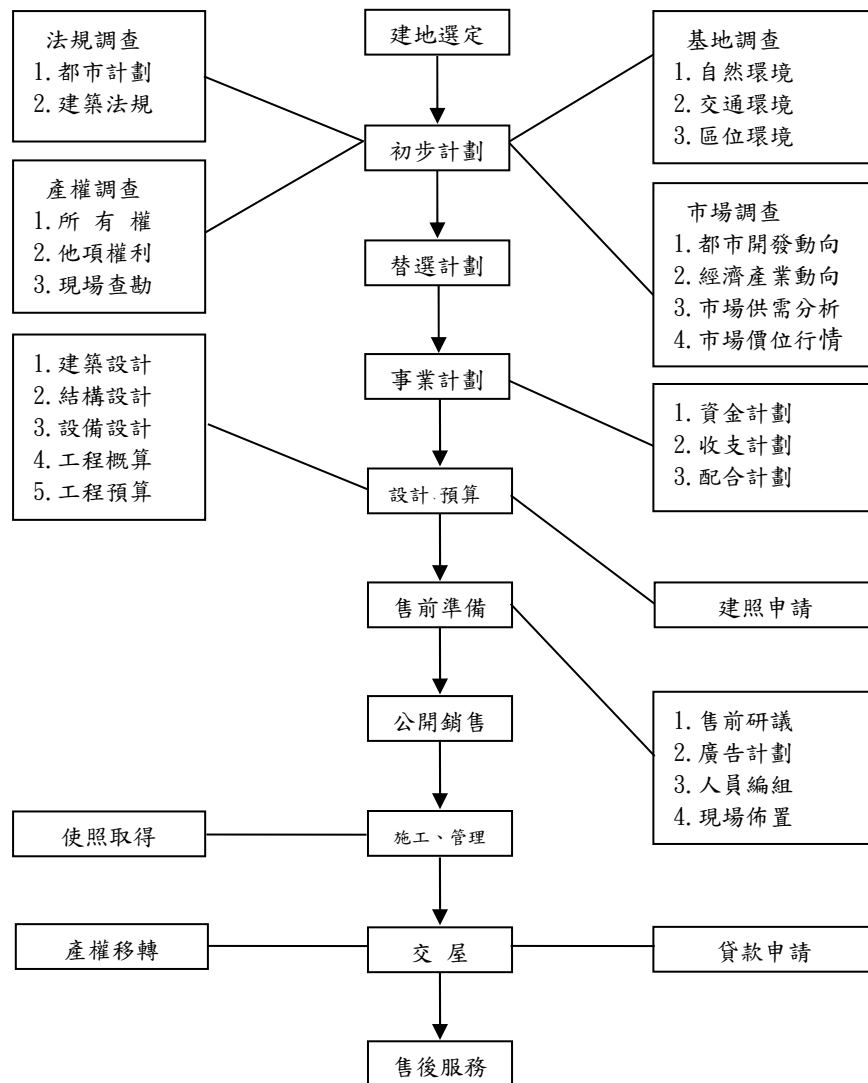 法規調查
1.都市計劃
2.建築法規
建地選定
基地調查
1.自然環境
2.交通環境
3.區位環境
初步計劃
產權調查
1.所 有 權
2.他項權利
3.現場查勘
市場調查
1.都市開發動向
2.經濟產業動向
3.市場供需分析
4.市場價位行情
替選計劃
1.建築設計
2.結構設計
3.設備設計
4.工程概算
5.工程預算
事業計劃
1.資金計劃
2.收支計劃
3.配合計劃
設計.預算
售前準備
建照申請
公開銷售
1.售前研議
2.廣告計劃
3.人員編組
4.現場佈置
使照取得
施工、管理
產權移轉
交 屋
貸款申請
售後服務